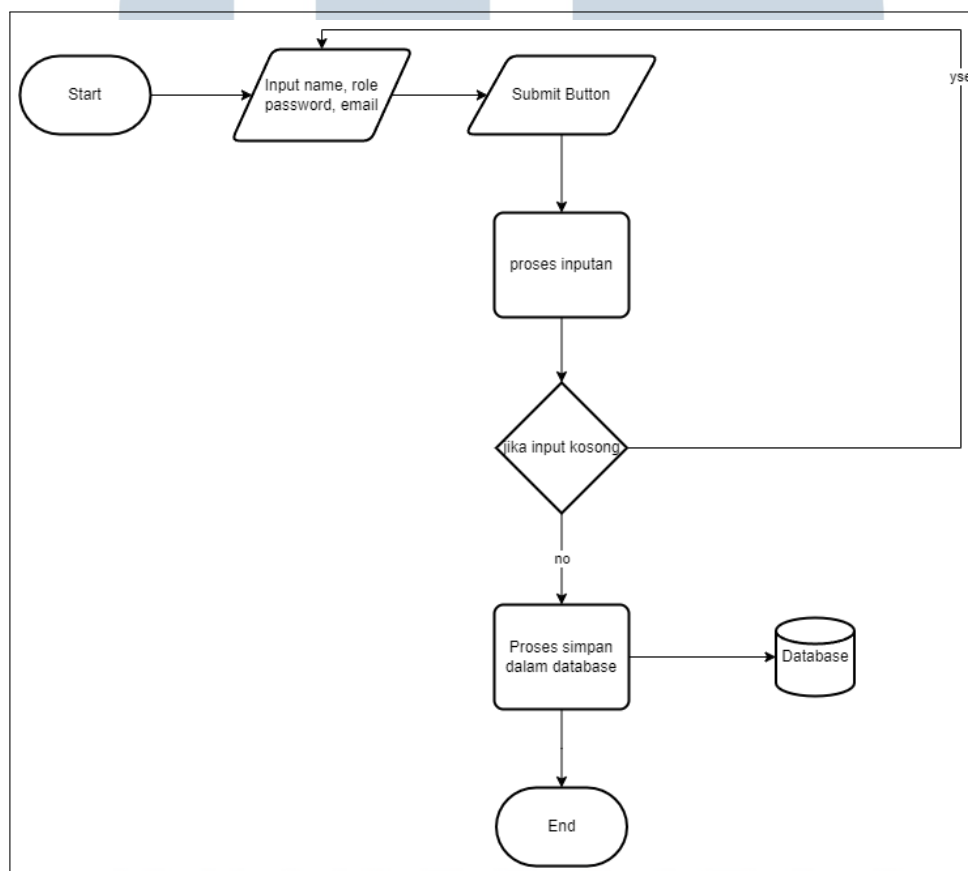 Start
Input name, role
password, email
Submit Button
yse
proses inputan
jika input kosong
no
Proses simpan
dalam database
Database
End